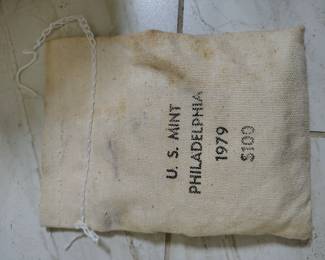 U. S. MINT
PHILADELPHIA
1979
$100